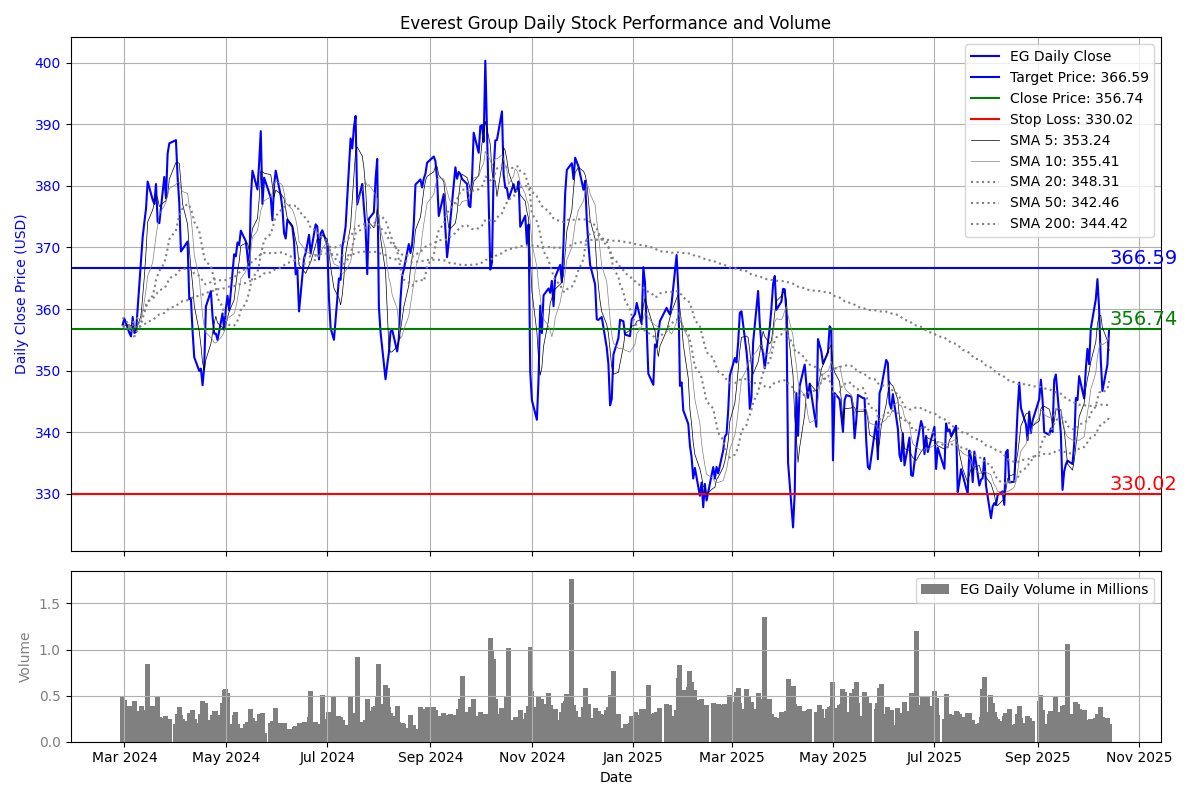 Everest Group Daily Stock Performance and Volume
EG Daily Close
Target Price: 366.59
Close Price: 356.74
Stop Loss: 330.02
SMA 5: 353.24
SMA 10: 355.41
SMA 20: 348.31
SMA 50: 342.46
SMA 200: 344.42
Daily Close Price (USD)
400
390
380
370
360
350
340
330
366.59
356.74
330.02
EG Daily Volume in Millions
Volume
1.5
1.0
0.5
0.0
Mar 2024 May 2024 Jul 2024 Sep 2024 Nov 2024 Jan 2025 Mar 2025 May 2025 Jul 2025 Sep 2025 Nov 2025
Date